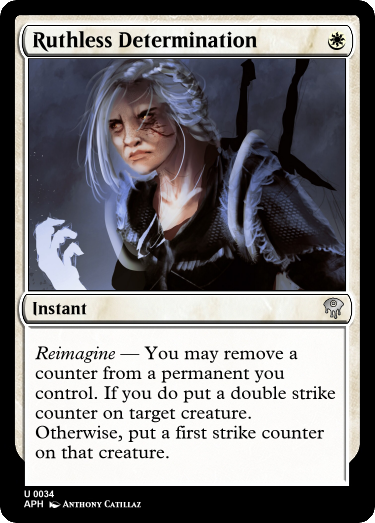 Ruthless Determination
Instant
Reimagine — You may remove a
counter from a permanent you
control. If you do put a double strike
counter on target creature.
Otherwise, put a first strike counter
on that creature.
U 0034
APH Anthony Catillaz